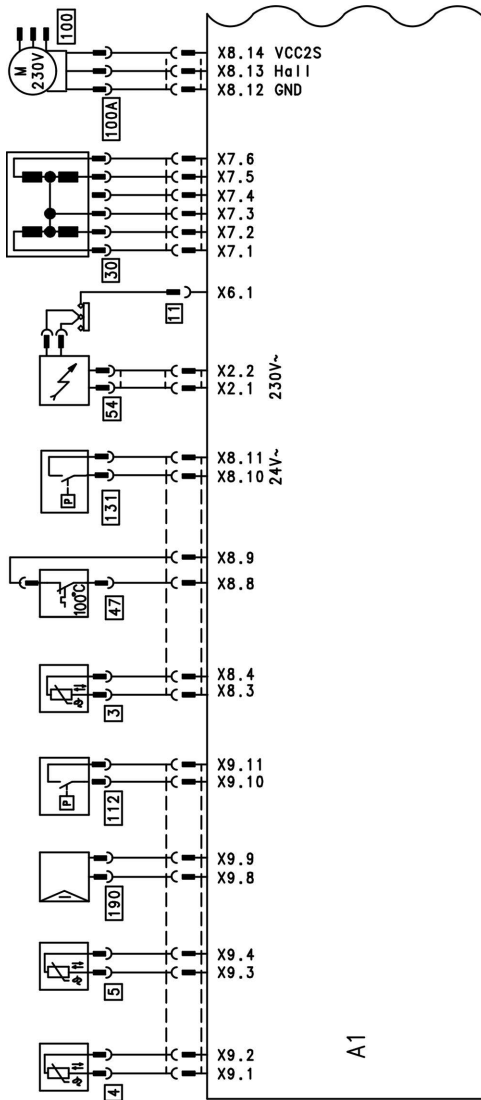 100
M
230V
X8.14 VCC2S
X8.13 Hall
X8.12 GND
100A
X7.6
X7.5
X7.4
X7.3
X7.2
X7.1
30
X6.1
11
X2.2
X2.1
230V~
54
X8.11
X8.10
24V~
P
131
X8.9
X8.8
100°C
47
X8.4
X8.3
3
X9.11
X9.10
P
112
X9.9
X9.8
190
X9.4
X9.3
5
X9.2
X9.1
4
A1